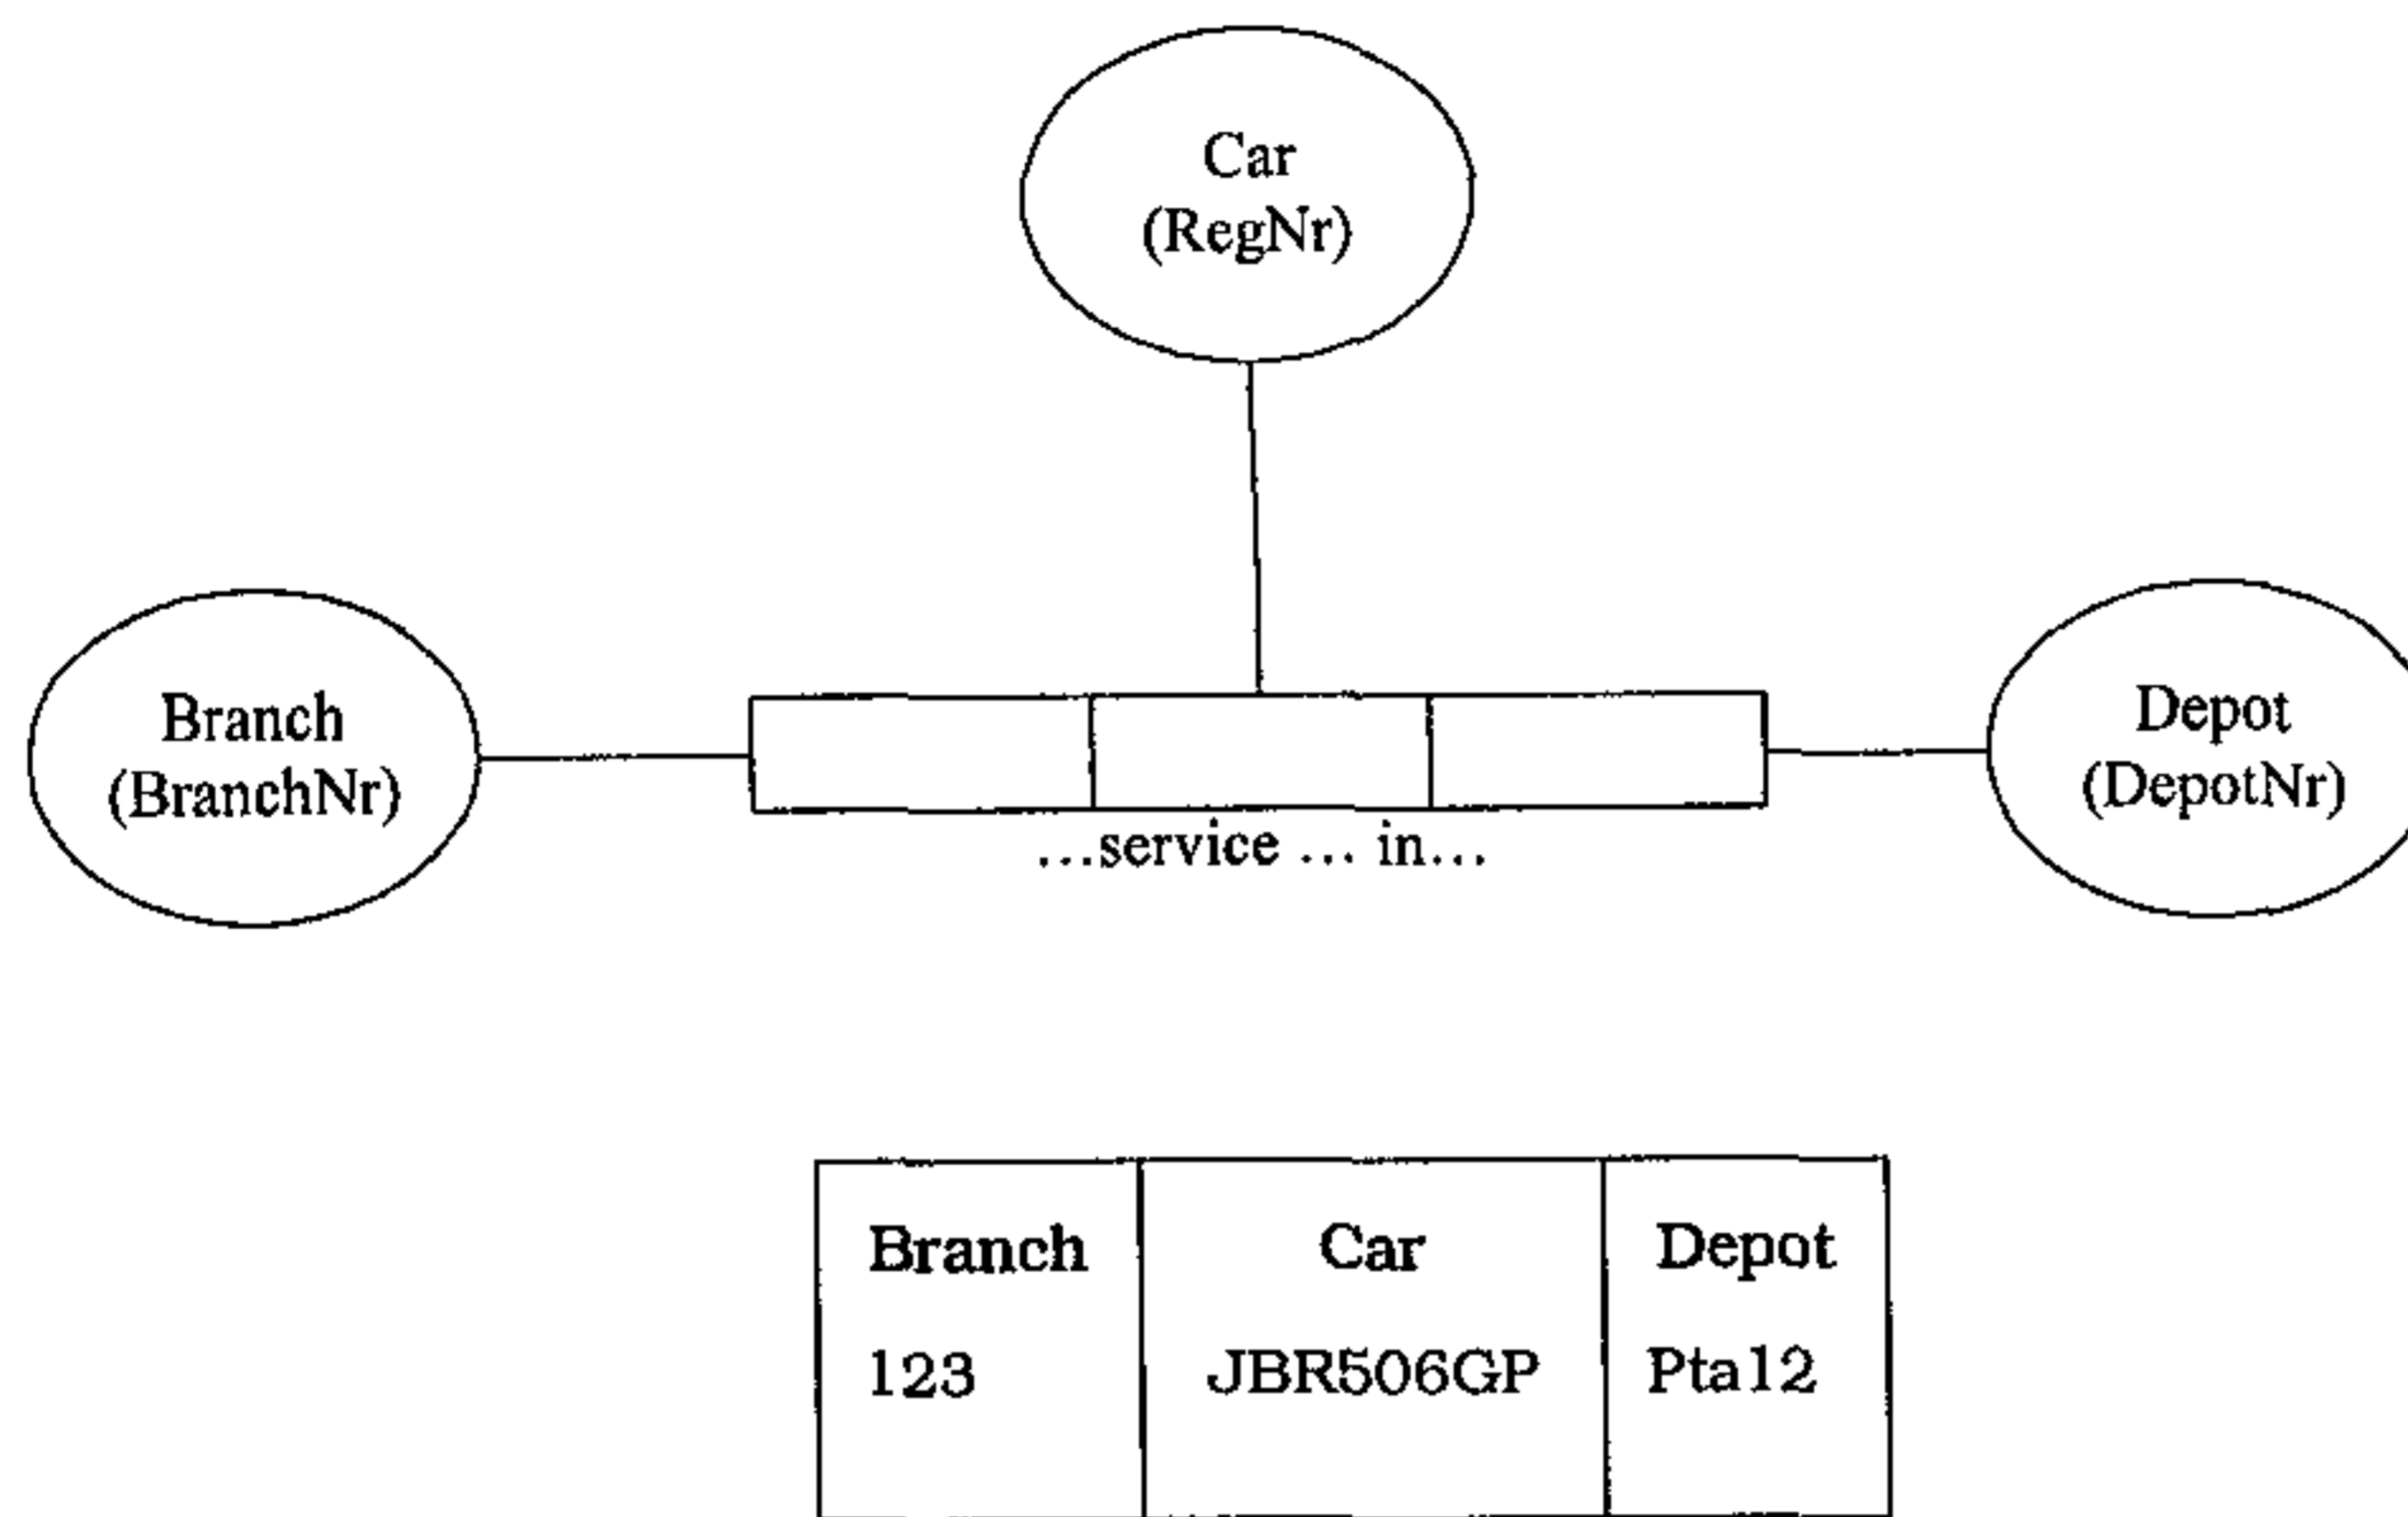 Car
(RegNr)
Branch
(BranchNr)
Depot
(DepotNr)
...service ... in...
Branch Car Depot
123 JBR506GP Pta12